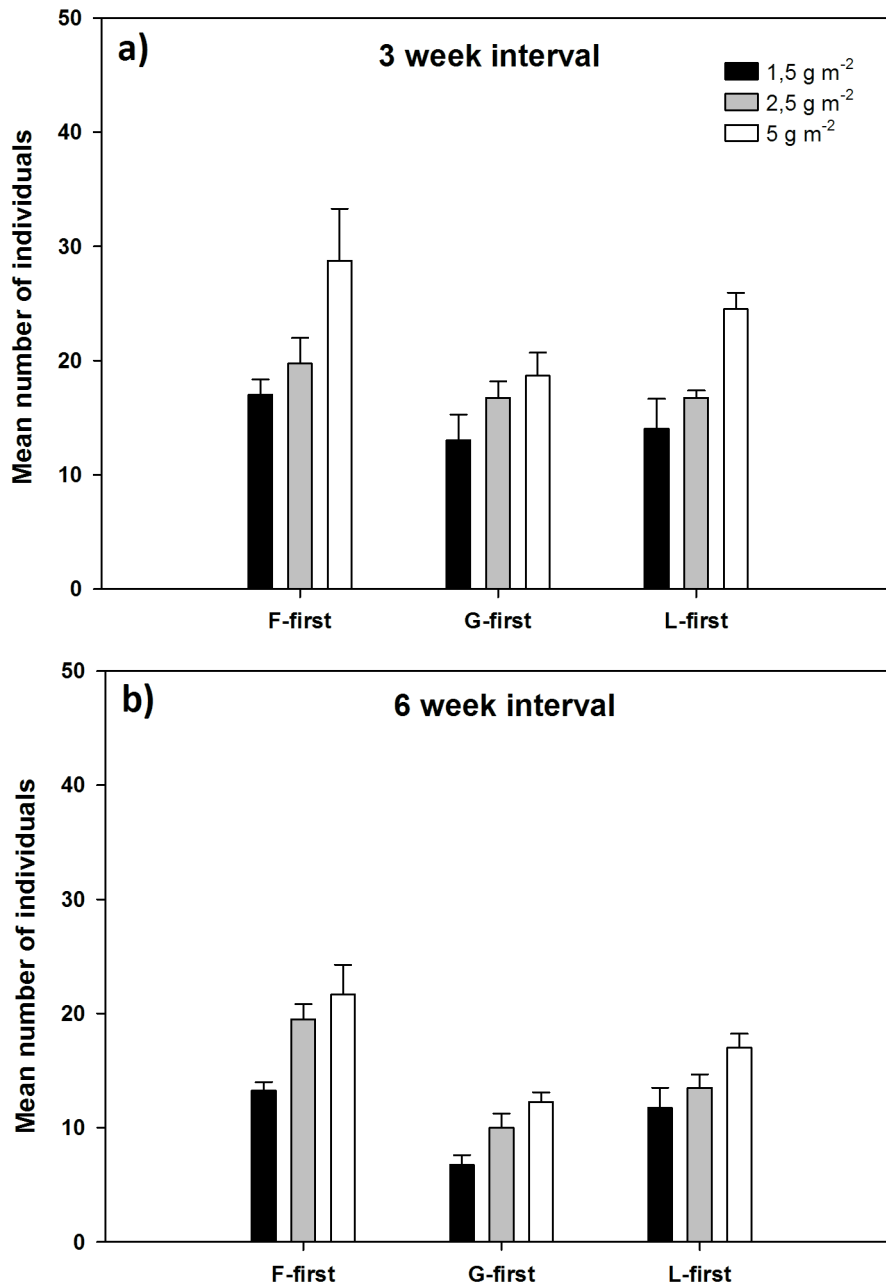 a)
3 week interval
1,5 g m⁻²
2,5 g m⁻²
5 g m⁻²
Mean number of individuals
50
40
30
20
10
0
F-first G-first L-first
b)
6 week interval
Mean number of individuals
50
40
30
20
10
0
F-first G-first L-first